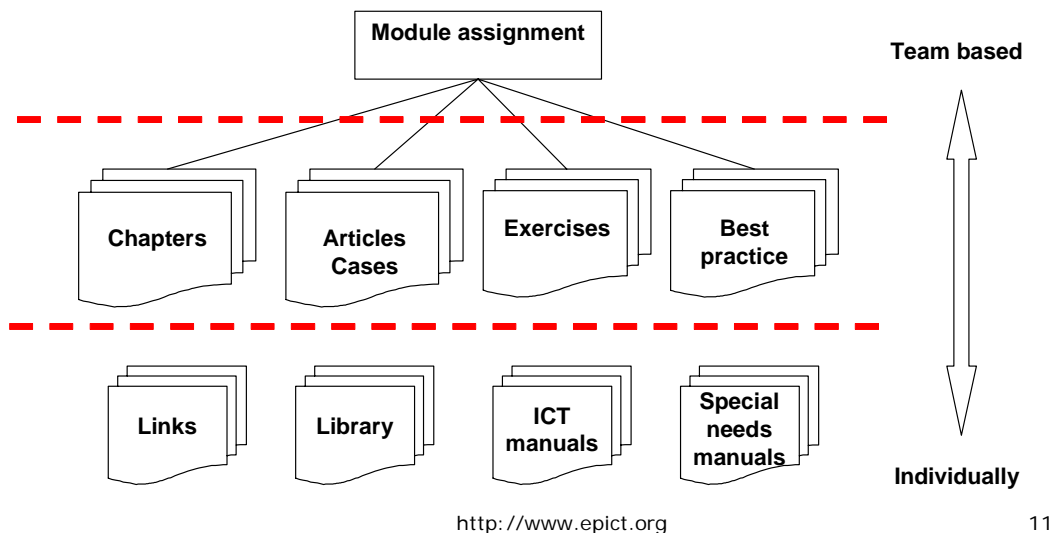 Module assignment
Team based
Chapters
Articles
Cases
Exercises
Best
practice
Links
Library
ICT
manuals
Special
needs
manuals
Individually
http://www.epict.org
11